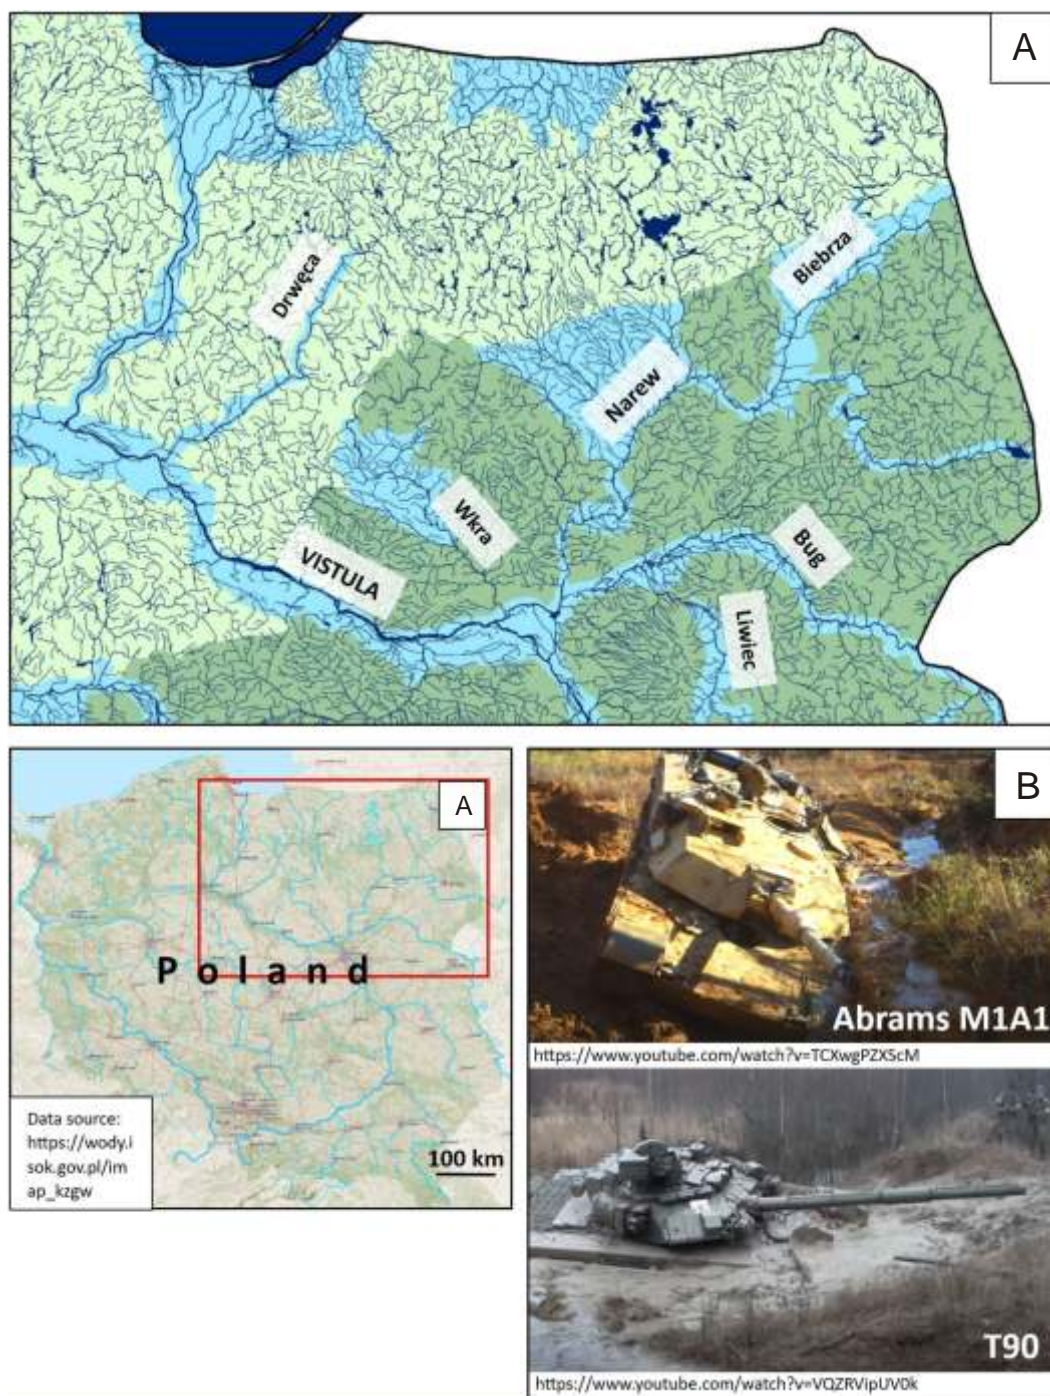 A
Drwęca
Biebrza
Narew
Wkra
Bug
VISTULA
Liwiec
A
Poland
Data source:
https://wody.i
sok.gov.pl/im
ap_kzgw
100 km
B
Abrams M1A1
https://www.youtube.com/watch?v=TCXwgPZXScM
T90
https://www.youtube.com/watch?v=VQZRVipUV0k